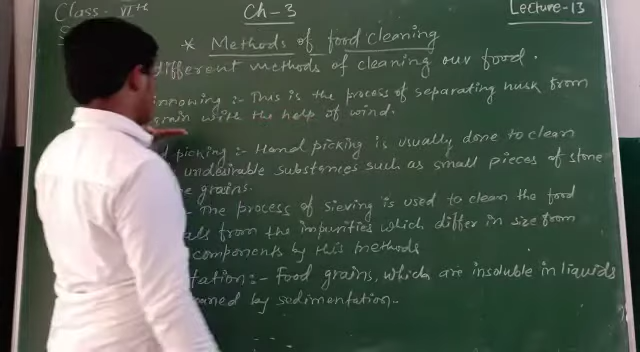 Class - VIth
Ch-3
Lecture-13
* Methods of food cleaning
different methods of cleaning our food.
innowing :- This is the process of separating husk from
grain with the help of wind.
picking :- Hand picking is usually done to clean
undesirable substances such as small pieces of stone
grains.
- The process of sieving is used to clean the food
from the impurities which differ in size from
components by this methods
tation :- Food grains, which are insoluble in liquids
by sedimentation..